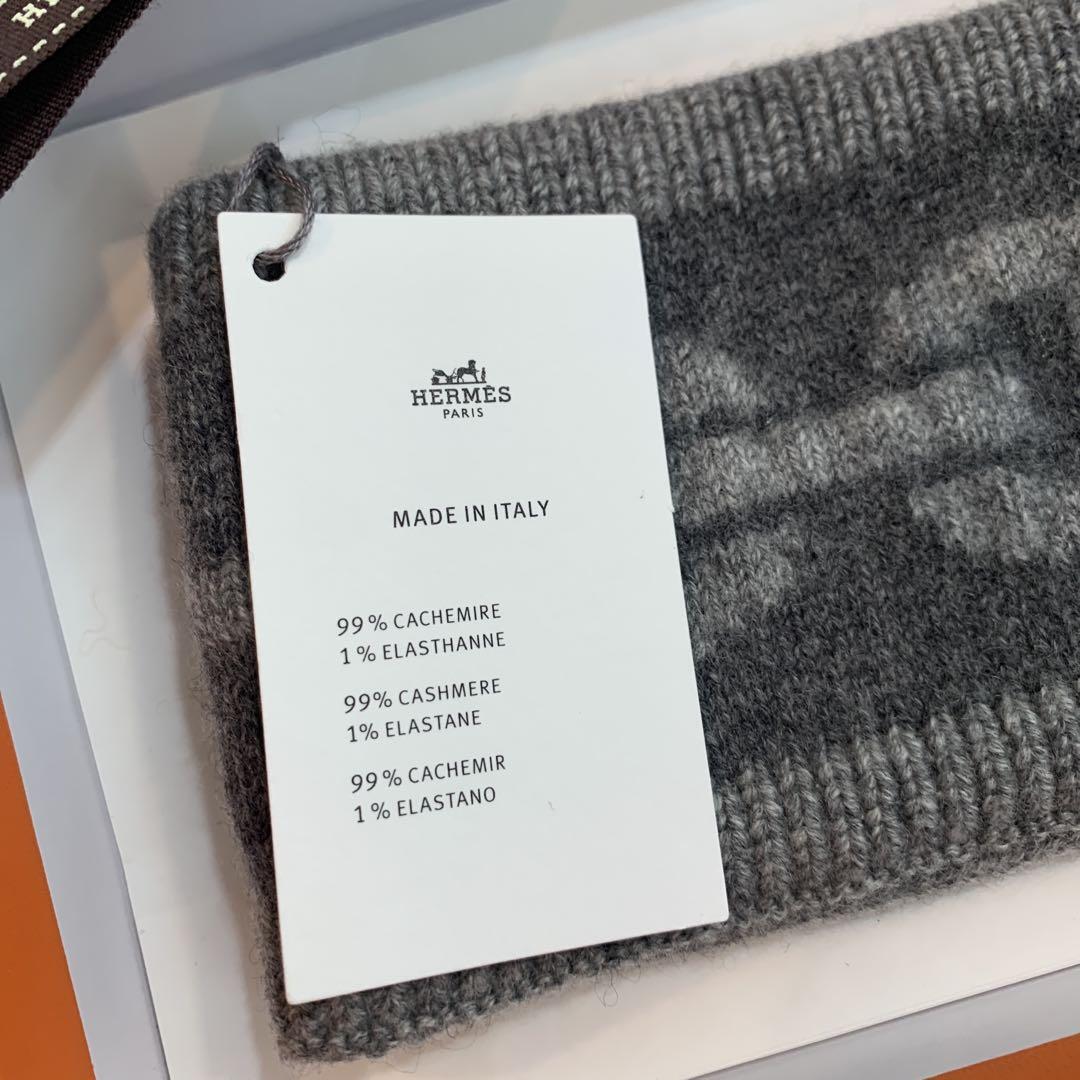 HERMÈS
PARIS
MADE IN ITALY
99% CACHEMIRE
1% ELASTHANNE
99% CASHMERE
1% ELASTANE
99% CACHEMIR
1% ELASTANO